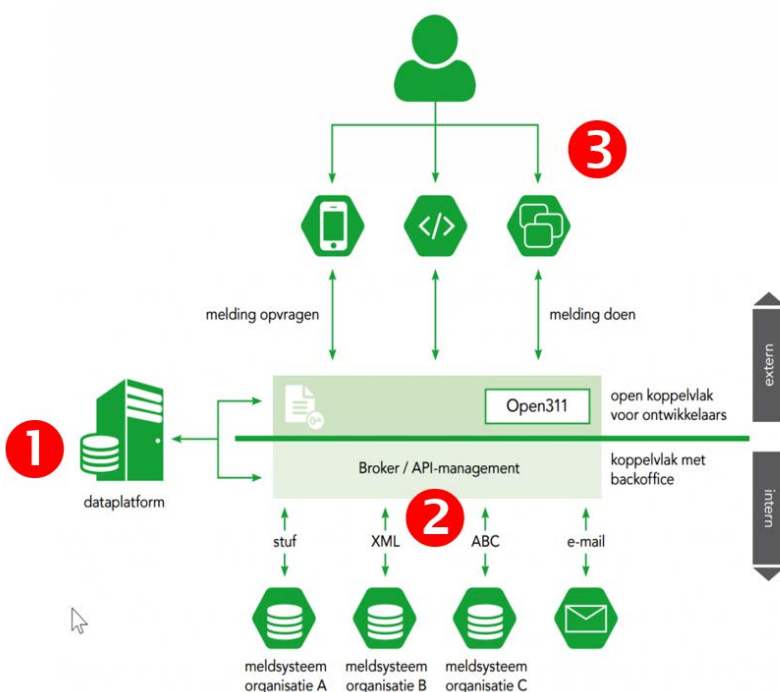 3
melding opvragen
melding doen
extern
Open311
open koppelvlak
voor ontwikkelaars
1
dataplatform
Broker / API-management
koppelvlak met
backoffice
intern
2
stuf
XML
ABC
e-mail
meldsysteem
organisatie A
meldsysteem
organisatie B
meldsysteem
organisatie C